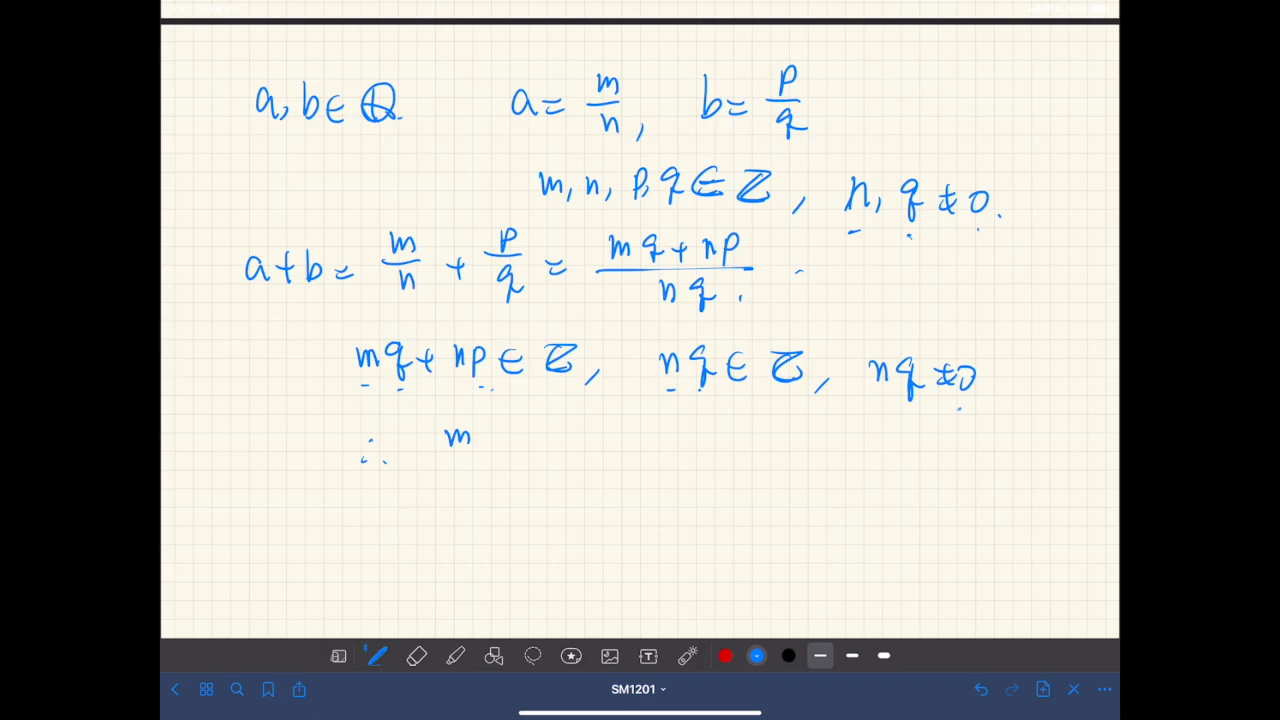 a, b ∈ ℚ. a = m/n, b = p/q
m, n, p, q ∈ ℤ, n, q ≠ 0.
a + b = m/n + p/q = (mq + np)/(nq).
mq + np ∈ ℤ, nq ∈ ℤ, nq ≠ 0
∴ m
SM1201